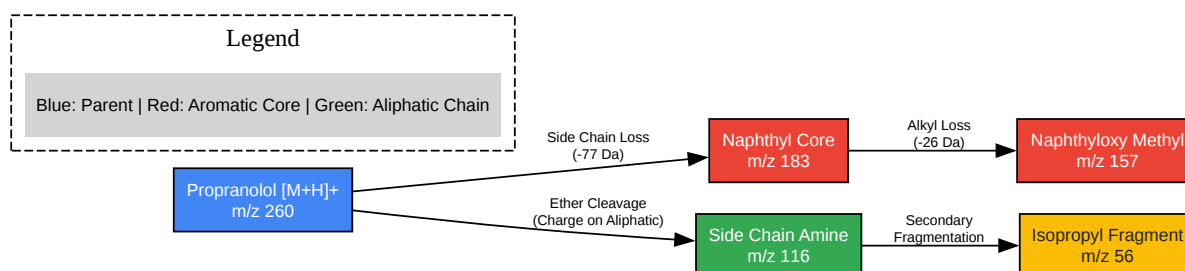 Legend
Blue: Parent | Red: Aromatic Core | Green: Aliphatic Chain
Propranolol [M+H]+
m/z 260
Side Chain Loss
(-77 Da)
Naphthyl Core
m/z 183
Alkyl Loss
(-26 Da)
Naphthyloxy Methyl
m/z 157
Ether Cleavage
(Charge on Aliphatic)
Side Chain Amine
m/z 116
Secondary
Fragmentation
Isopropyl Fragment
m/z 56